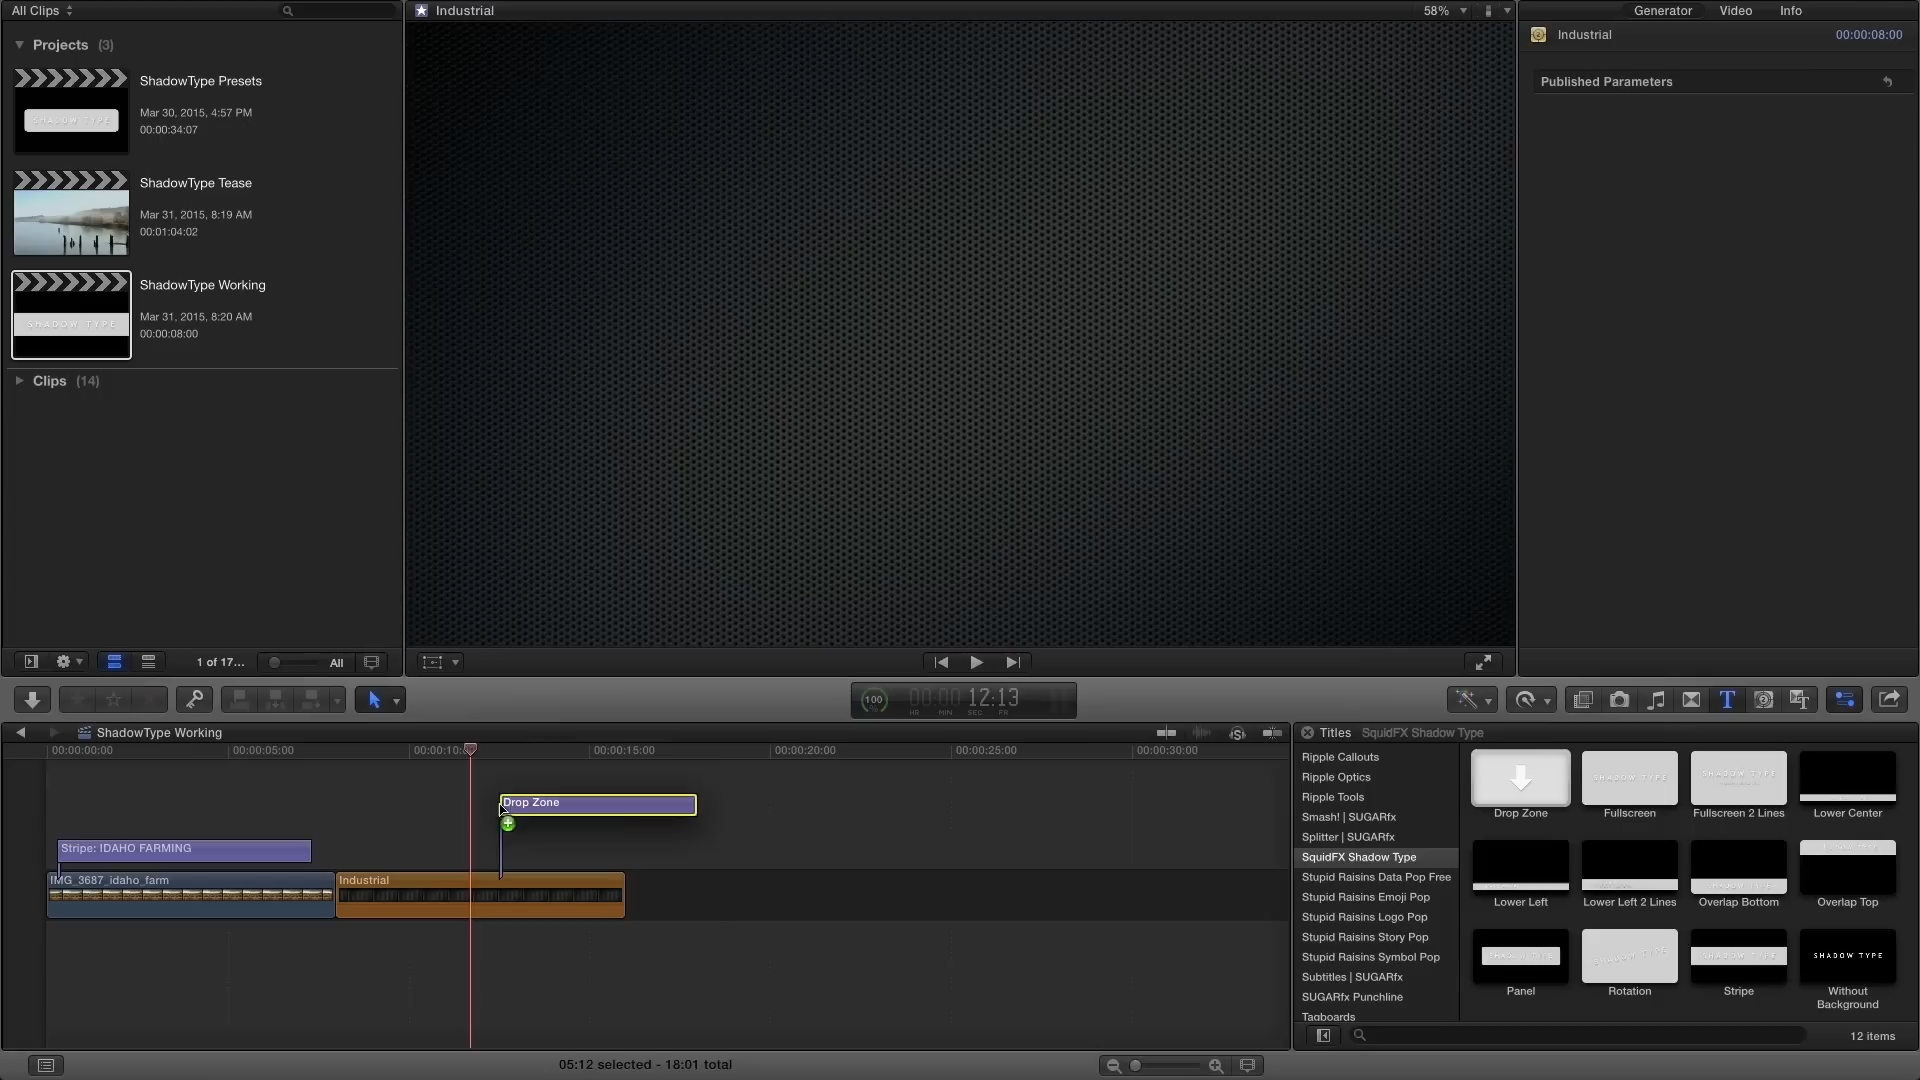 All Clips
Industrial
58%
Generator
Video
Info
Projects (3)
Industrial
00:00:08:00
Published Parameters
ShadowType Presets
Mar 30, 2015, 4:57 PM
00:00:34:07
SHADOW TYPE
ShadowType Tease
Mar 31, 2015, 8:19 AM
00:01:04:02
ShadowType Working
Mar 31, 2015, 8:20 AM
00:00:08:00
SHADOW TYPE
Clips (14)
1 of 17...
All
100
%
00:00 12:13
HR MIN SEC FR
ShadowType Working
Titles SquidFX Shadow Type
00:00:00:00
00:00:05:00
00:00:10:
00:00:15:00
00:00:20:00
00:00:25:00
00:00:30:00
Drop Zone
Stripe: IDAHO FARMING
IMG_3687_idaho_farm
Industrial
Ripple Callouts
Ripple Optics
Ripple Tools
Smash! | SUGARfx
Splitter | SUGARfx
SquidFX Shadow Type
Stupid Raisins Data Pop Free
Stupid Raisins Emoji Pop
Stupid Raisins Logo Pop
Stupid Raisins Story Pop
Stupid Raisins Symbol Pop
Subtitles | SUGARfx
SUGARfx Punchline
Tagboards
Drop Zone
SHADOW TYPE
Fullscreen
SHADOW TYPE
Fullscreen 2 Lines
Lower Center
Lower Left
Lower Left 2 Lines
SHADOW TYPE
Overlap Bottom
Overlap Top
SHADOW TYPE
Panel
SHADOW TYPE
Rotation
SHADOW TYPE
Stripe
SHADOW TYPE
Without
Background
12 items
05:12 selected - 18:01 total